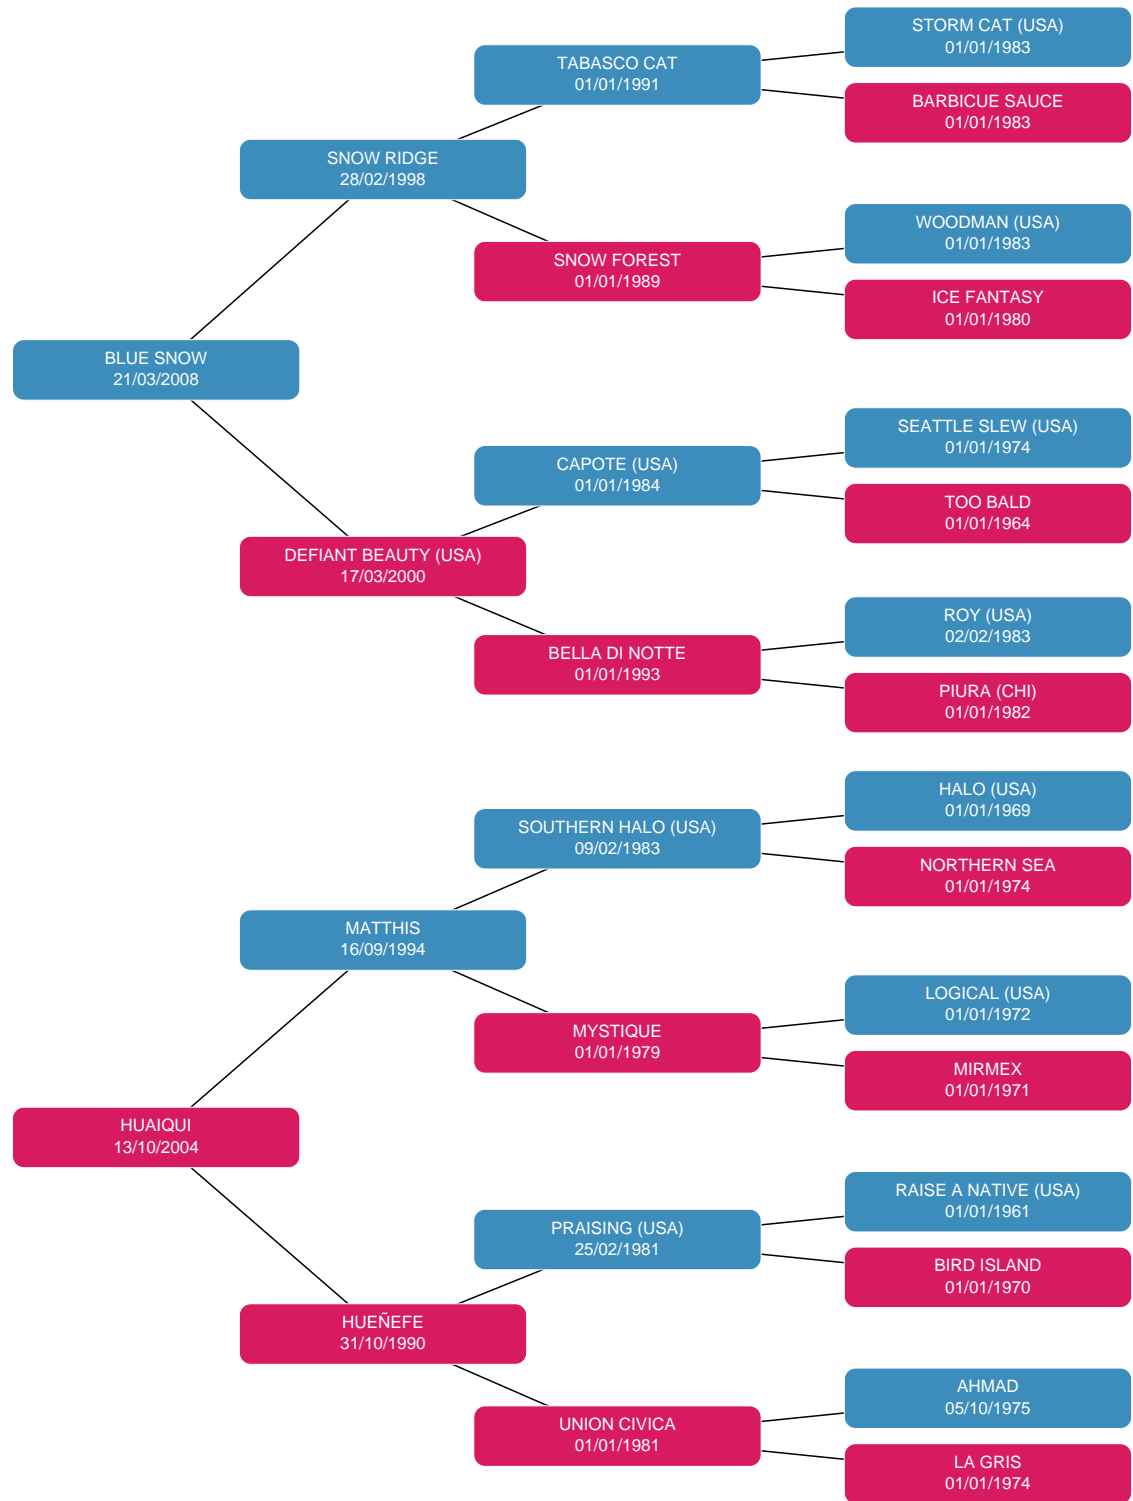 STORM CAT (USA)
01/01/1983
TABASCO CAT
01/01/1991
BARBICUE SAUCE
01/01/1983
SNOW RIDGE
28/02/1998
WOODMAN (USA)
01/01/1983
SNOW FOREST
01/01/1989
ICE FANTASY
01/01/1980
BLUE SNOW
21/03/2008
SEATTLE SLEW (USA)
01/01/1974
CAPOTE (USA)
01/01/1984
TOO BALD
01/01/1964
DEFIANT BEAUTY (USA)
17/03/2000
ROY (USA)
02/02/1983
BELLA DI NOTTE
01/01/1993
PIURA (CHI)
01/01/1982
HALO (USA)
01/01/1969
SOUTHERN HALO (USA)
09/02/1983
NORTHERN SEA
01/01/1974
MATTHIS
16/09/1994
LOGICAL (USA)
01/01/1972
MYSTIQUE
01/01/1979
MIRMEX
01/01/1971
HUAIQUI
13/10/2004
RAISE A NATIVE (USA)
01/01/1961
PRAISING (USA)
25/02/1981
BIRD ISLAND
01/01/1970
HUEÑEFE
31/10/1990
AHMAD
05/10/1975
UNION CIVICA
01/01/1981
LA GRIS
01/01/1974